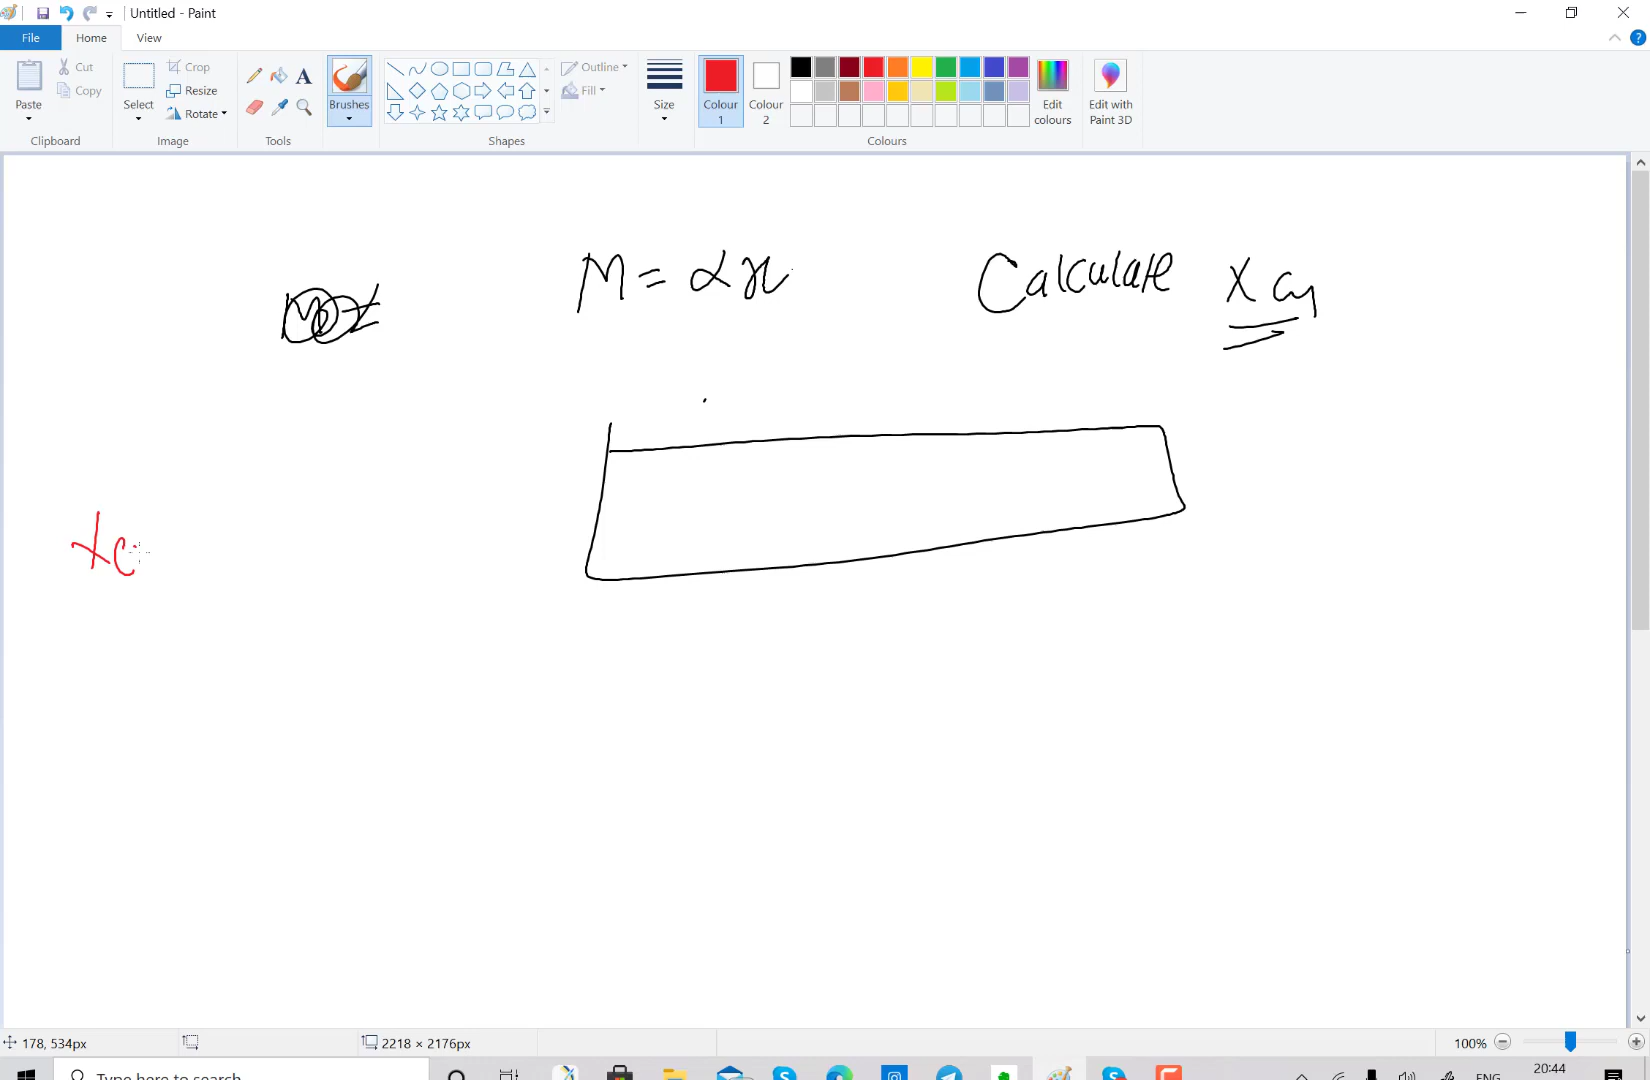 Untitled - Paint
File Home View
Paste
Cut
Copy
Clipboard
Select
Crop
Resize
Rotate
Image
Tools
Brushes
Shapes
Outline
Fill
Size
Colour 1
Colour 2
Edit colours
Edit with Paint 3D
Colours
M = αx Calculate X
178, 534px 2218 × 2176px 100%
Type here to search ENG 20:44